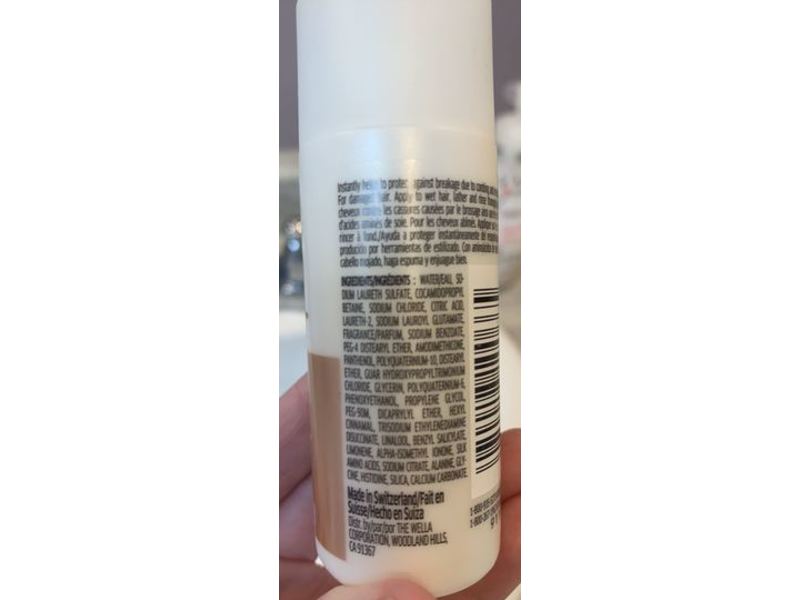 Instantly helps to protect against breakage due to combing and
For damaged hair. Apply to wet hair, lather and rinse
cheveux contre les cassures causées par le brossage
d'acides aminés de soie. Pour les cheveux abîmés. Applique
rincer à fond./Ayuda a proteger instantáneamente del
producido por herramientas de estilizado. Con aminoácidos de
cabello mojado, haga espuma y enjuague bien.
INGREDIENTS/INGRÉDIENTS : WATER/EAU, SO-
DIUM LAURETH SULFATE, COCAMIDOPROPYL
BETAINE, SODIUM CHLORIDE, CITRIC ACID,
LAURETH-2, SODIUM LAUROYL GLUTAMATE,
FRAGRANCE/PARFUM, SODIUM BENZOATE,
PEG-4 DISTEARYL ETHER, AMODIMETHICONE,
PANTHENOL, POLYQUATERNIUM-10, DISTEARYL
ETHER, GUAR HYDROXYPROPYLTRIMONIUM
CHLORIDE, GLYCERIN, POLYQUATERNIUM-6,
PHENOXYETHANOL, PROPYLENE GLYCOL,
PEG-90M, DICAPRYLYL ETHER, HEXYL
CINNAMAL, TRISODIUM ETHYLENEDIAMINE
DISUCCINATE, LINALOOL, BENZYL SALICYLATE,
LIMONENE, ALPHA-ISOMETHYL IONONE, SILK
AMINO ACIDS, SODIUM CITRATE, ALANINE, GLY-
CINE, HISTIDINE, SILICA, CALCIUM CARBONATE.
Made in Switzerland/Fait en
Suisse/Hecho en Suiza
Distr. by/par/por THE WELLA
CORPORATION, WOODLAND HILLS,
CA 91367